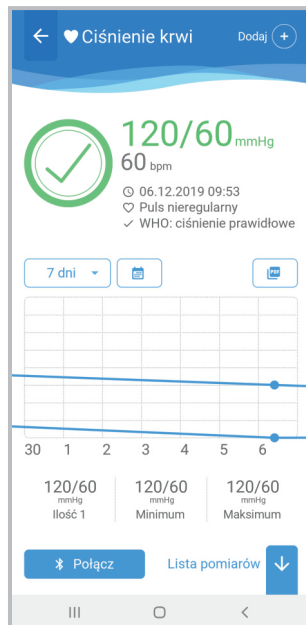 Ciśnienie krwi
Dodaj +
120/60 mmHg
60 bpm
06.12.2019 09:53
Puls nieregularny
WHO: ciśnienie prawidłowe
7 dni
PDF
30 1 2 3 4 5 6
120/60 120/60 120/60
mmHg mmHg mmHg
Ilość 1 Minimum Maksimum
Połącz
Lista pomiarów